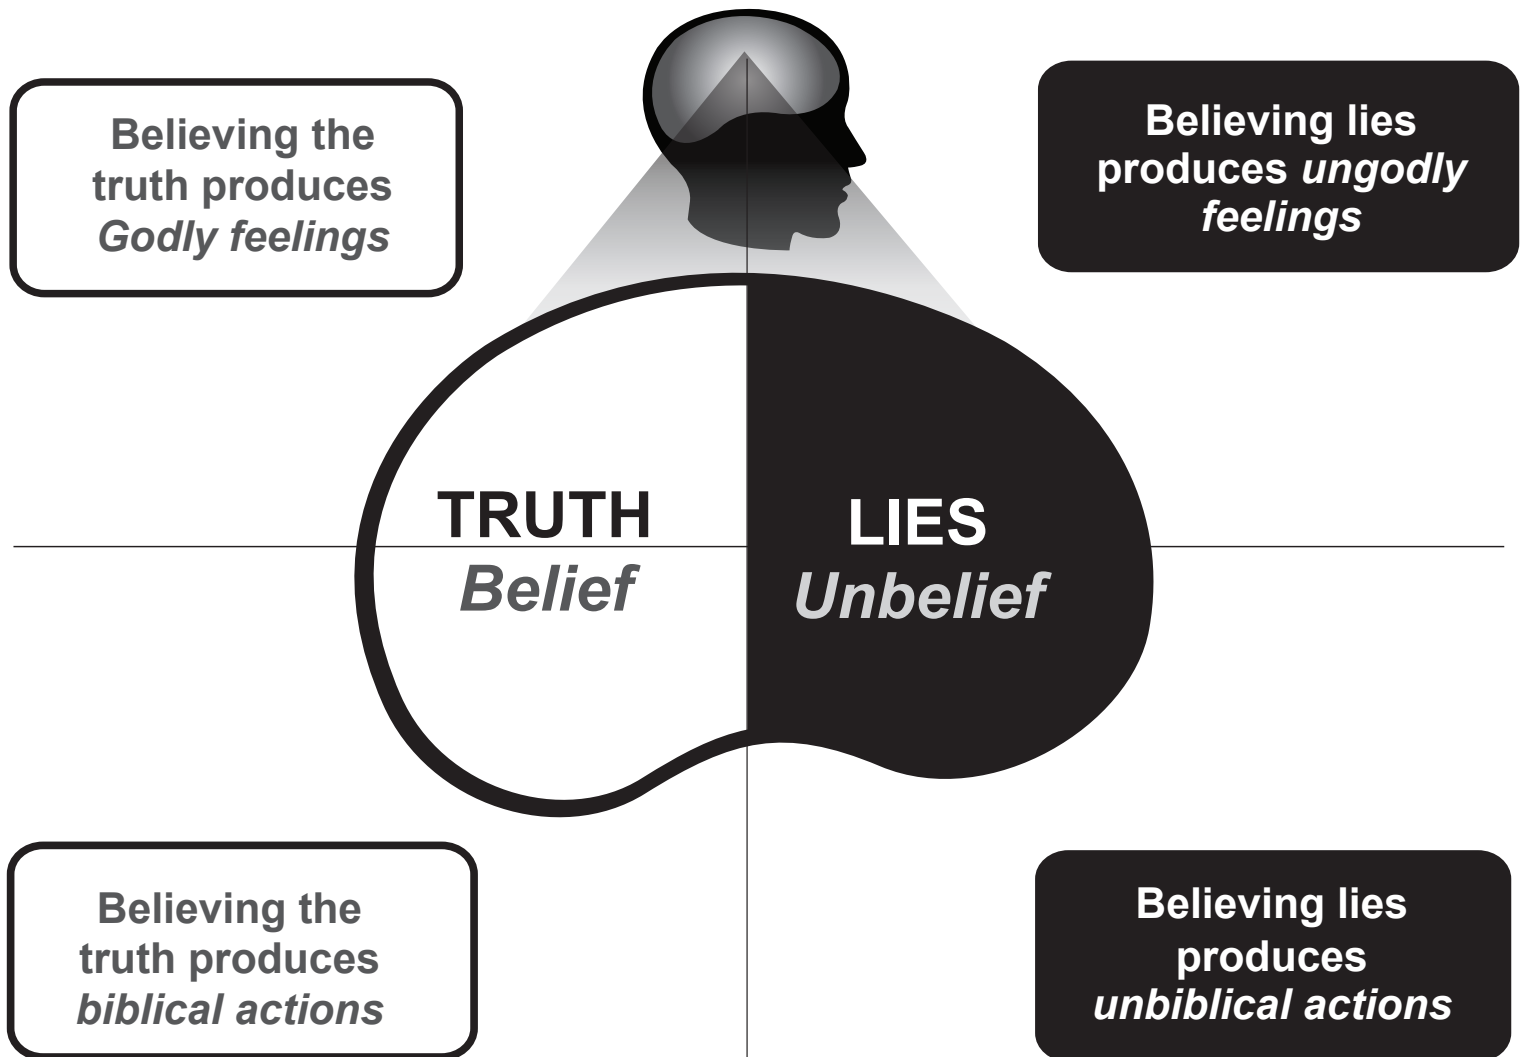 Believing the
truth produces
Godly feelings
Believing lies
produces ungodly
feelings
TRUTH
Belief
LIES
Unbelief
Believing the
truth produces
biblical actions
Believing lies
produces
unbiblical actions